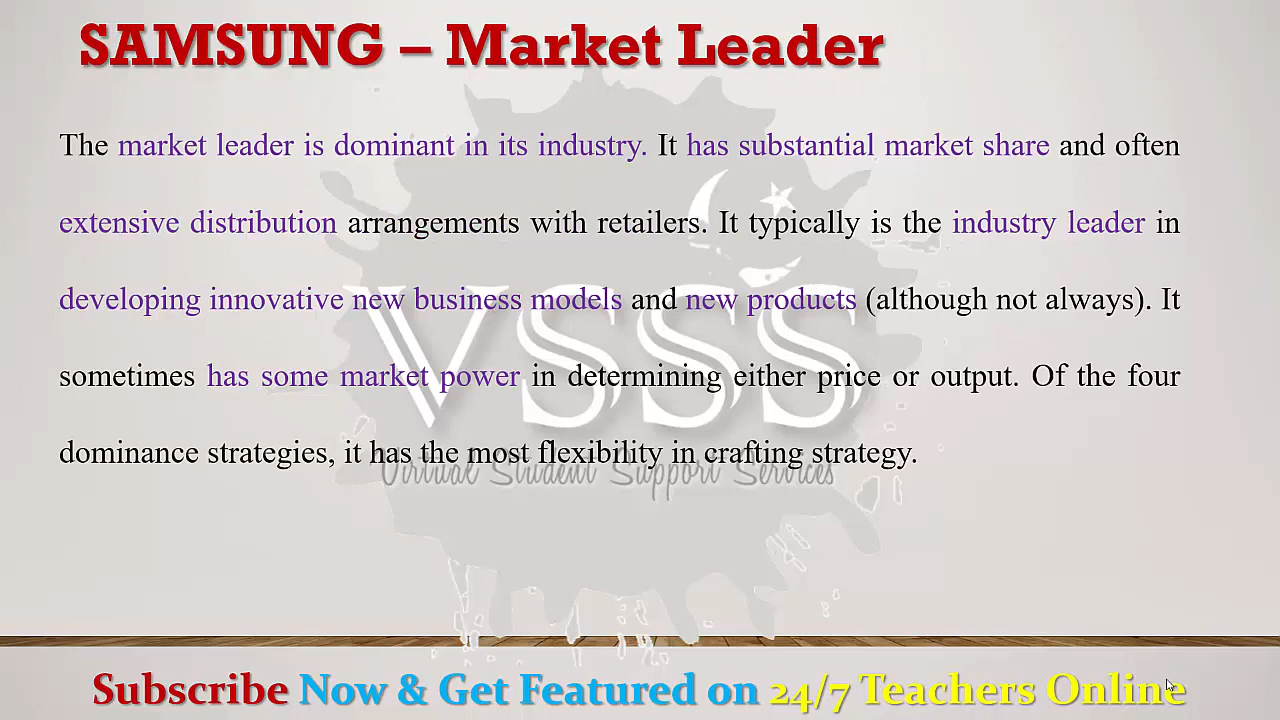 SAMSUNG – Market Leader
The market leader is dominant in its industry. It has substantial market share and often
extensive distribution arrangements with retailers. It typically is the industry leader in
developing innovative new business models and new products (although not always). It
sometimes has some market power in determining either price or output. Of the four
dominance strategies, it has the most flexibility in crafting strategy.
VSSS
Virtual Student Support Services
Subscribe Now & Get Featured on 24/7 Teachers Online